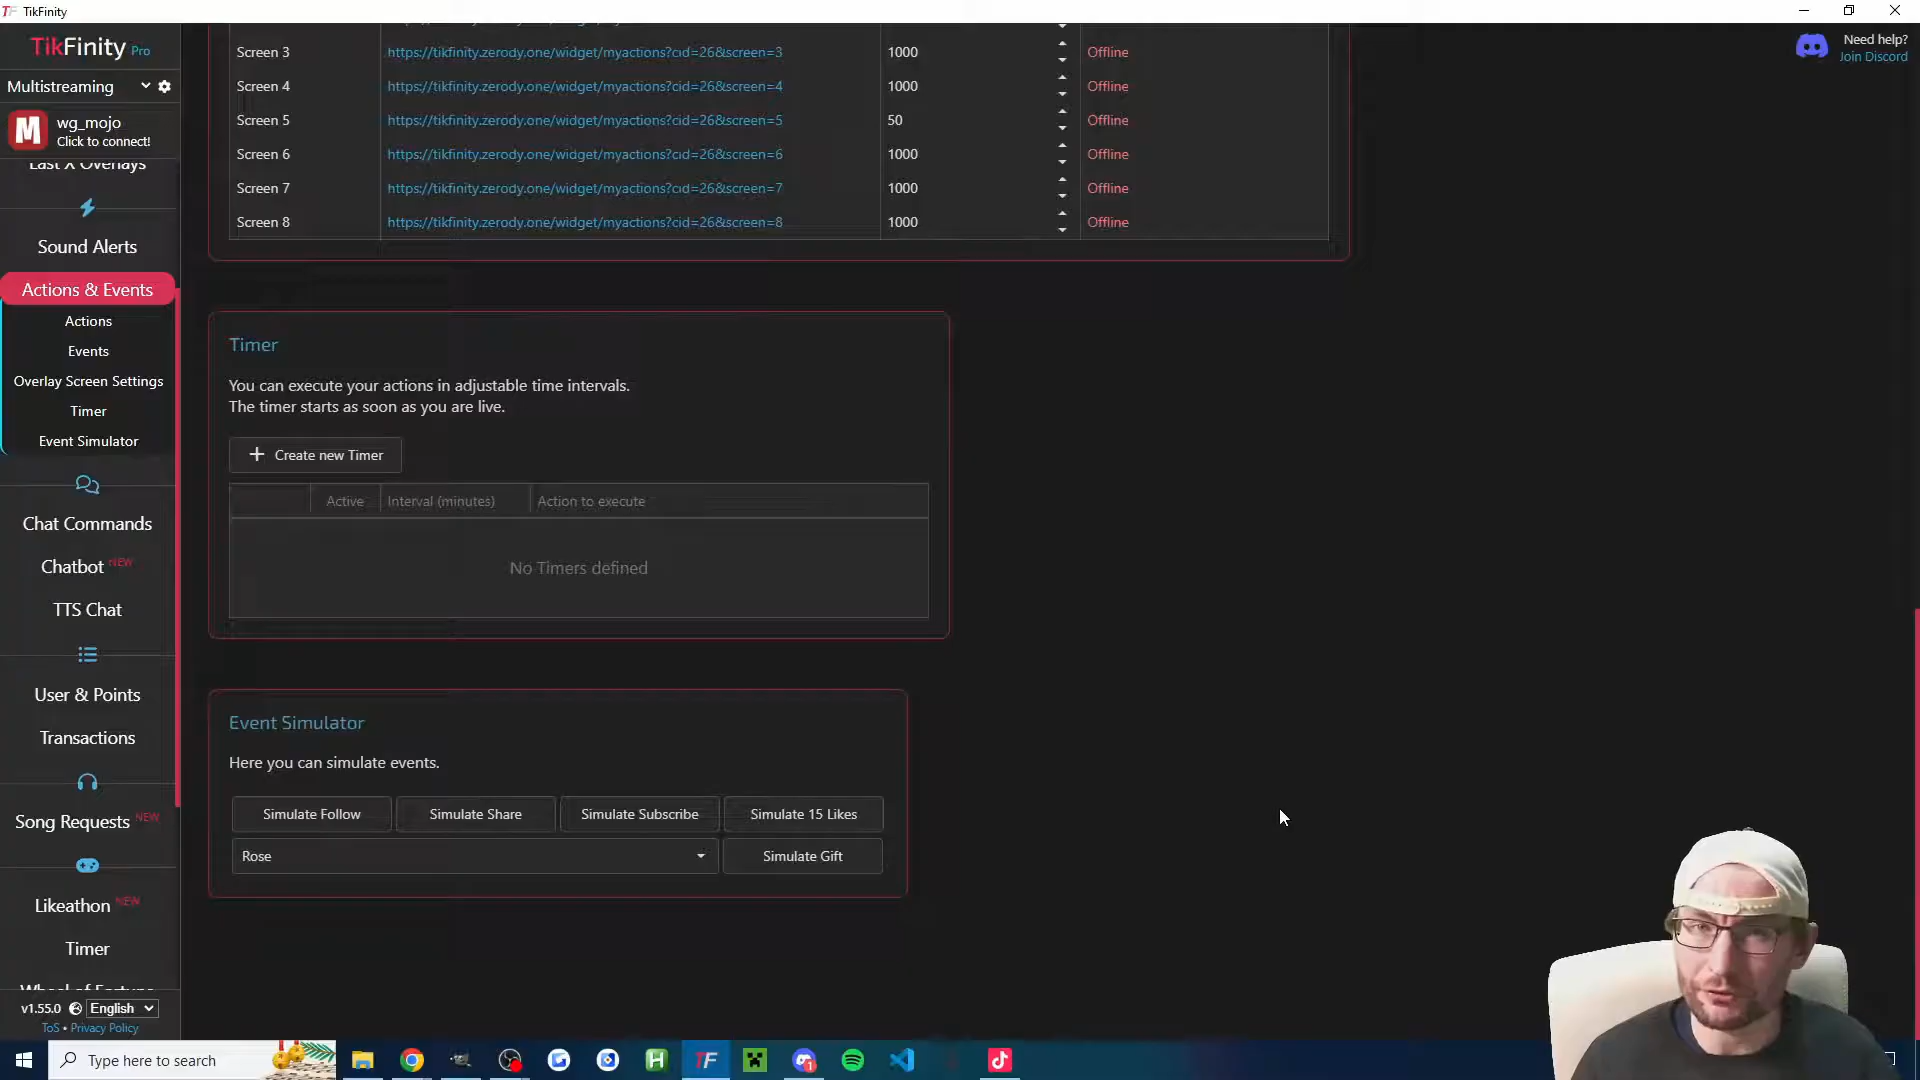 TikFinity
TikFinity Pro
Multistreaming
wg_mojo
Click to connect!
Last X Overlays
Sound Alerts
Actions & Events
Actions
Events
Overlay Screen Settings
Timer
Event Simulator
Chat Commands
Chatbot NEW
TTS Chat
User & Points
Transactions
Song Requests NEW
Likeathon NEW
Timer
Wheel of Fortune
v1.55.0 English
ToS • Privacy Policy
Need help?
Join Discord
Screen 3 https://tikfinity.zerody.one/widget/myactions?cid=26&screen=3 1000 Offline
Screen 4 https://tikfinity.zerody.one/widget/myactions?cid=26&screen=4 1000 Offline
Screen 5 https://tikfinity.zerody.one/widget/myactions?cid=26&screen=5 50 Offline
Screen 6 https://tikfinity.zerody.one/widget/myactions?cid=26&screen=6 1000 Offline
Screen 7 https://tikfinity.zerody.one/widget/myactions?cid=26&screen=7 1000 Offline
Screen 8 https://tikfinity.zerody.one/widget/myactions?cid=26&screen=8 1000 Offline
Timer
You can execute your actions in adjustable time intervals.
The timer starts as soon as you are live.
+ Create new Timer
Active Interval (minutes) Action to execute
No Timers defined
Event Simulator
Here you can simulate events.
Simulate Follow Simulate Share Simulate Subscribe Simulate 15 Likes
Rose Simulate Gift
Type here to search